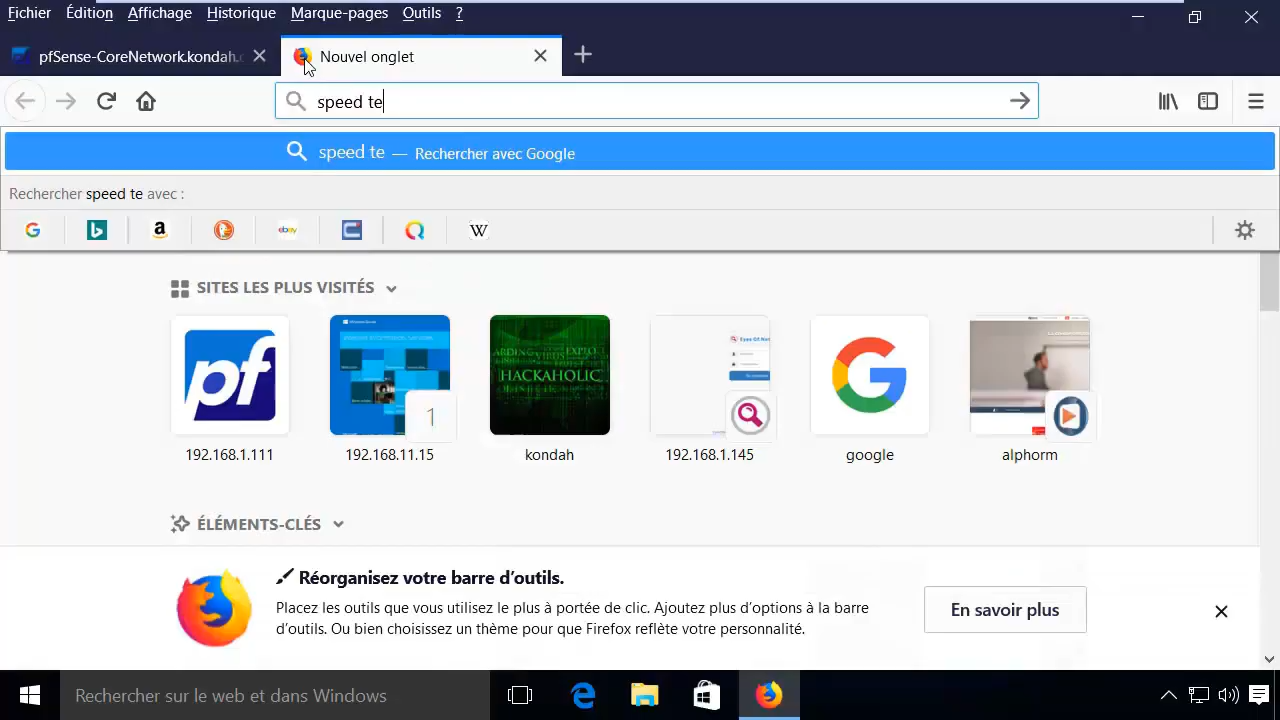 Fichier Édition Affichage Historique Marque-pages Outils ?
pfSense-CoreNetwork.kondah.
Nouvel onglet
speed te
speed te — Rechercher avec Google
Rechercher speed te avec :
SITES LES PLUS VISITÉS
pf
HACKAHOLIC
1
192.168.1.111
192.168.11.15
kondah
192.168.1.145
google
alphorm
ÉLÉMENTS-CLÉS
Réorganisez votre barre d’outils.
Placez les outils que vous utilisez le plus à portée de clic. Ajoutez plus d’options à la barre
d’outils. Ou bien choisissez un thème pour que Firefox reflète votre personnalité.
En savoir plus
Rechercher sur le web et dans Windows